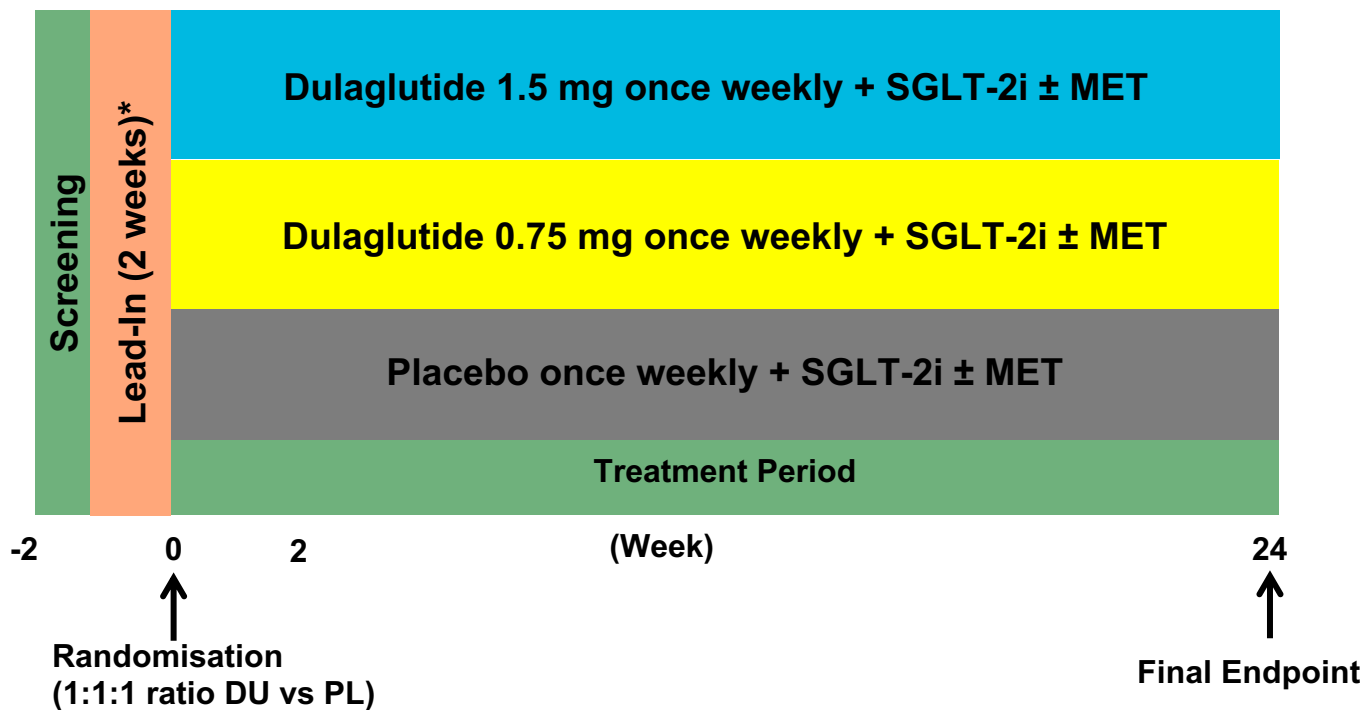 Screening
Lead-In (2 weeks)*
Dulaglutide 1.5 mg once weekly + SGLT-2i ± MET
Dulaglutide 0.75 mg once weekly + SGLT-2i ± MET
Placebo once weekly + SGLT-2i ± MET
Treatment Period
-2 0 2 (Week) 24
Randomisation
(1:1:1 ratio DU vs PL)
Final Endpoint